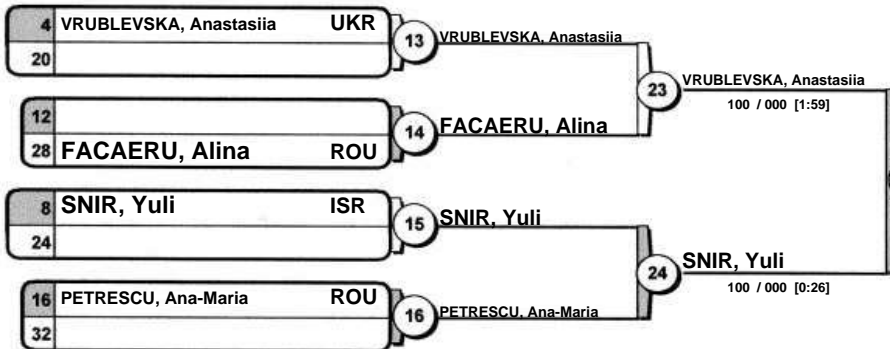 4 VRUBLEVSKA, Anastasiia UKR
20
13 VRUBLEVSKA, Anastasiia
12
28 FACAERU, Alina ROU
14 FACAERU, Alina
23 VRUBLEVSKA, Anastasiia
100 / 000 [1:59]
8 SNIR, Yuli ISR
24
15 SNIR, Yuli
16 PETRESCU, Ana-Maria ROU
32
16 PETRESCU, Ana-Maria
24 SNIR, Yuli
100 / 000 [0:26]